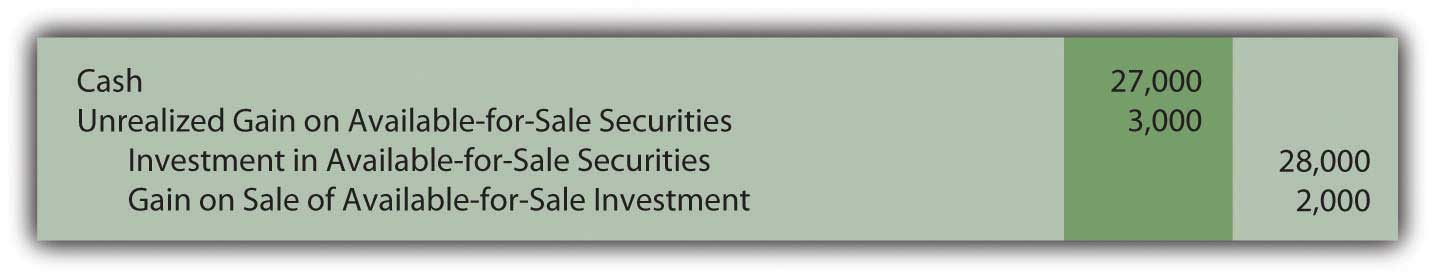 Cash 27,000
Unrealized Gain on Available-for-Sale Securities 3,000
Investment in Available-for-Sale Securities 28,000
Gain on Sale of Available-for-Sale Investment 2,000